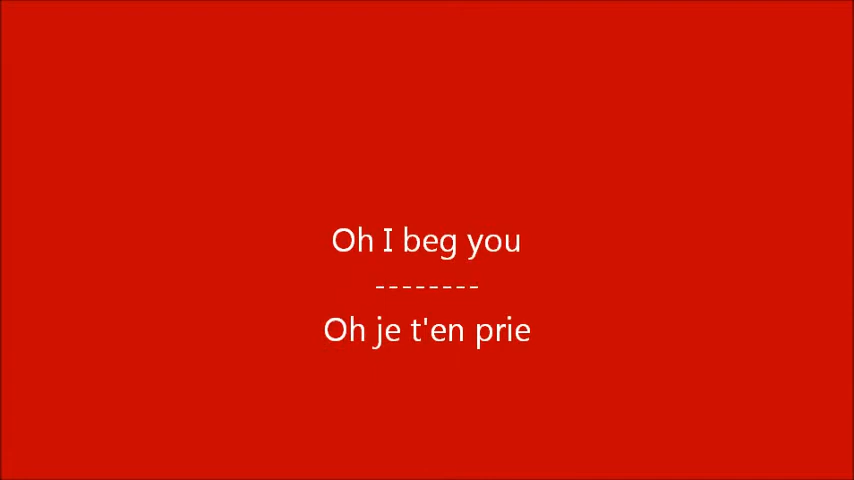 Oh I beg you
--------
Oh je t'en prie